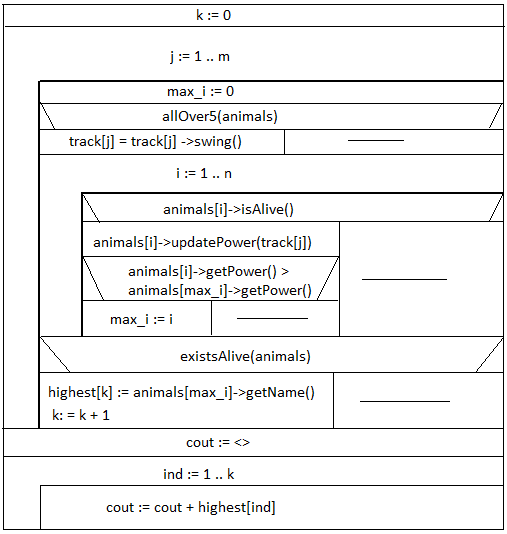 k := 0
j := 1 .. m
max_i := 0
allOver5(animals)
track[j] = track[j] ->swing()
i := 1 .. n
animals[i]->isAlive()
animals[i]->updatePower(track[j])
animals[i]->getPower() >
animals[max_i]->getPower()
max_i := i
existsAlive(animals)
highest[k] := animals[max_i]->getName()
k: = k + 1
cout := <>
ind := 1 .. k
cout := cout + highest[ind]